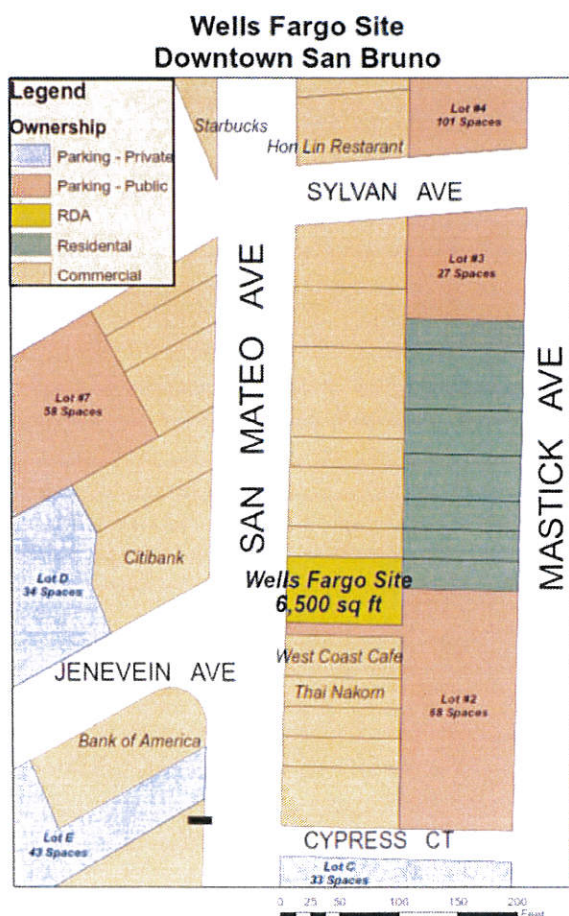 Wells Fargo Site
Downtown San Bruno
Legend
Ownership
Parking - Private
Parking - Public
RDA
Residental
Commercial
Starbucks
Hon Lin Restarant
Lot #4
101 Spaces
SYLVAN AVE
Lot #3
27 Spaces
SAN MATEO AVE
MASTICK AVE
Lot #7
58 Spaces
Citibank
Lot D
34 Spaces
Wells Fargo Site
6,500 sq ft
JENEVEIN AVE
West Coast Cafe
Thai Nakorn
Lot #2
68 Spaces
Bank of America
Lot E
43 Spaces
CYPRESS CT
Lot C
33 Spaces
0 25 50 100 150 200
Feet